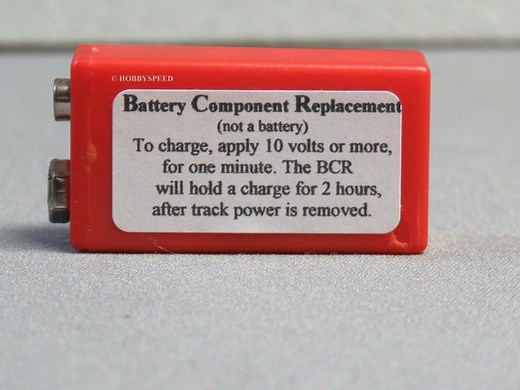 © HOBBYSPEED
Battery Component Replacement
(not a battery)
To charge, apply 10 volts or more,
for one minute. The BCR
will hold a charge for 2 hours,
after track power is removed.